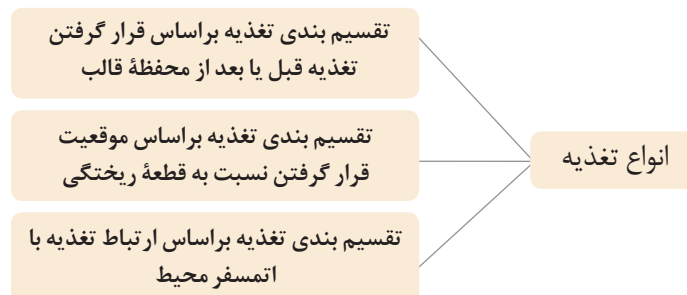 انواع تغذیه
تقسیم بندی تغذیه براساس قرار گرفتن
تغذیه قبل یا بعد از محفظهٔ قالب
تقسیم بندی تغذیه براساس موقعیت
قرار گرفتن نسبت به قطعهٔ ریختگی
تقسیم بندی تغذیه براساس ارتباط تغذیه با
اتمسفر محیط